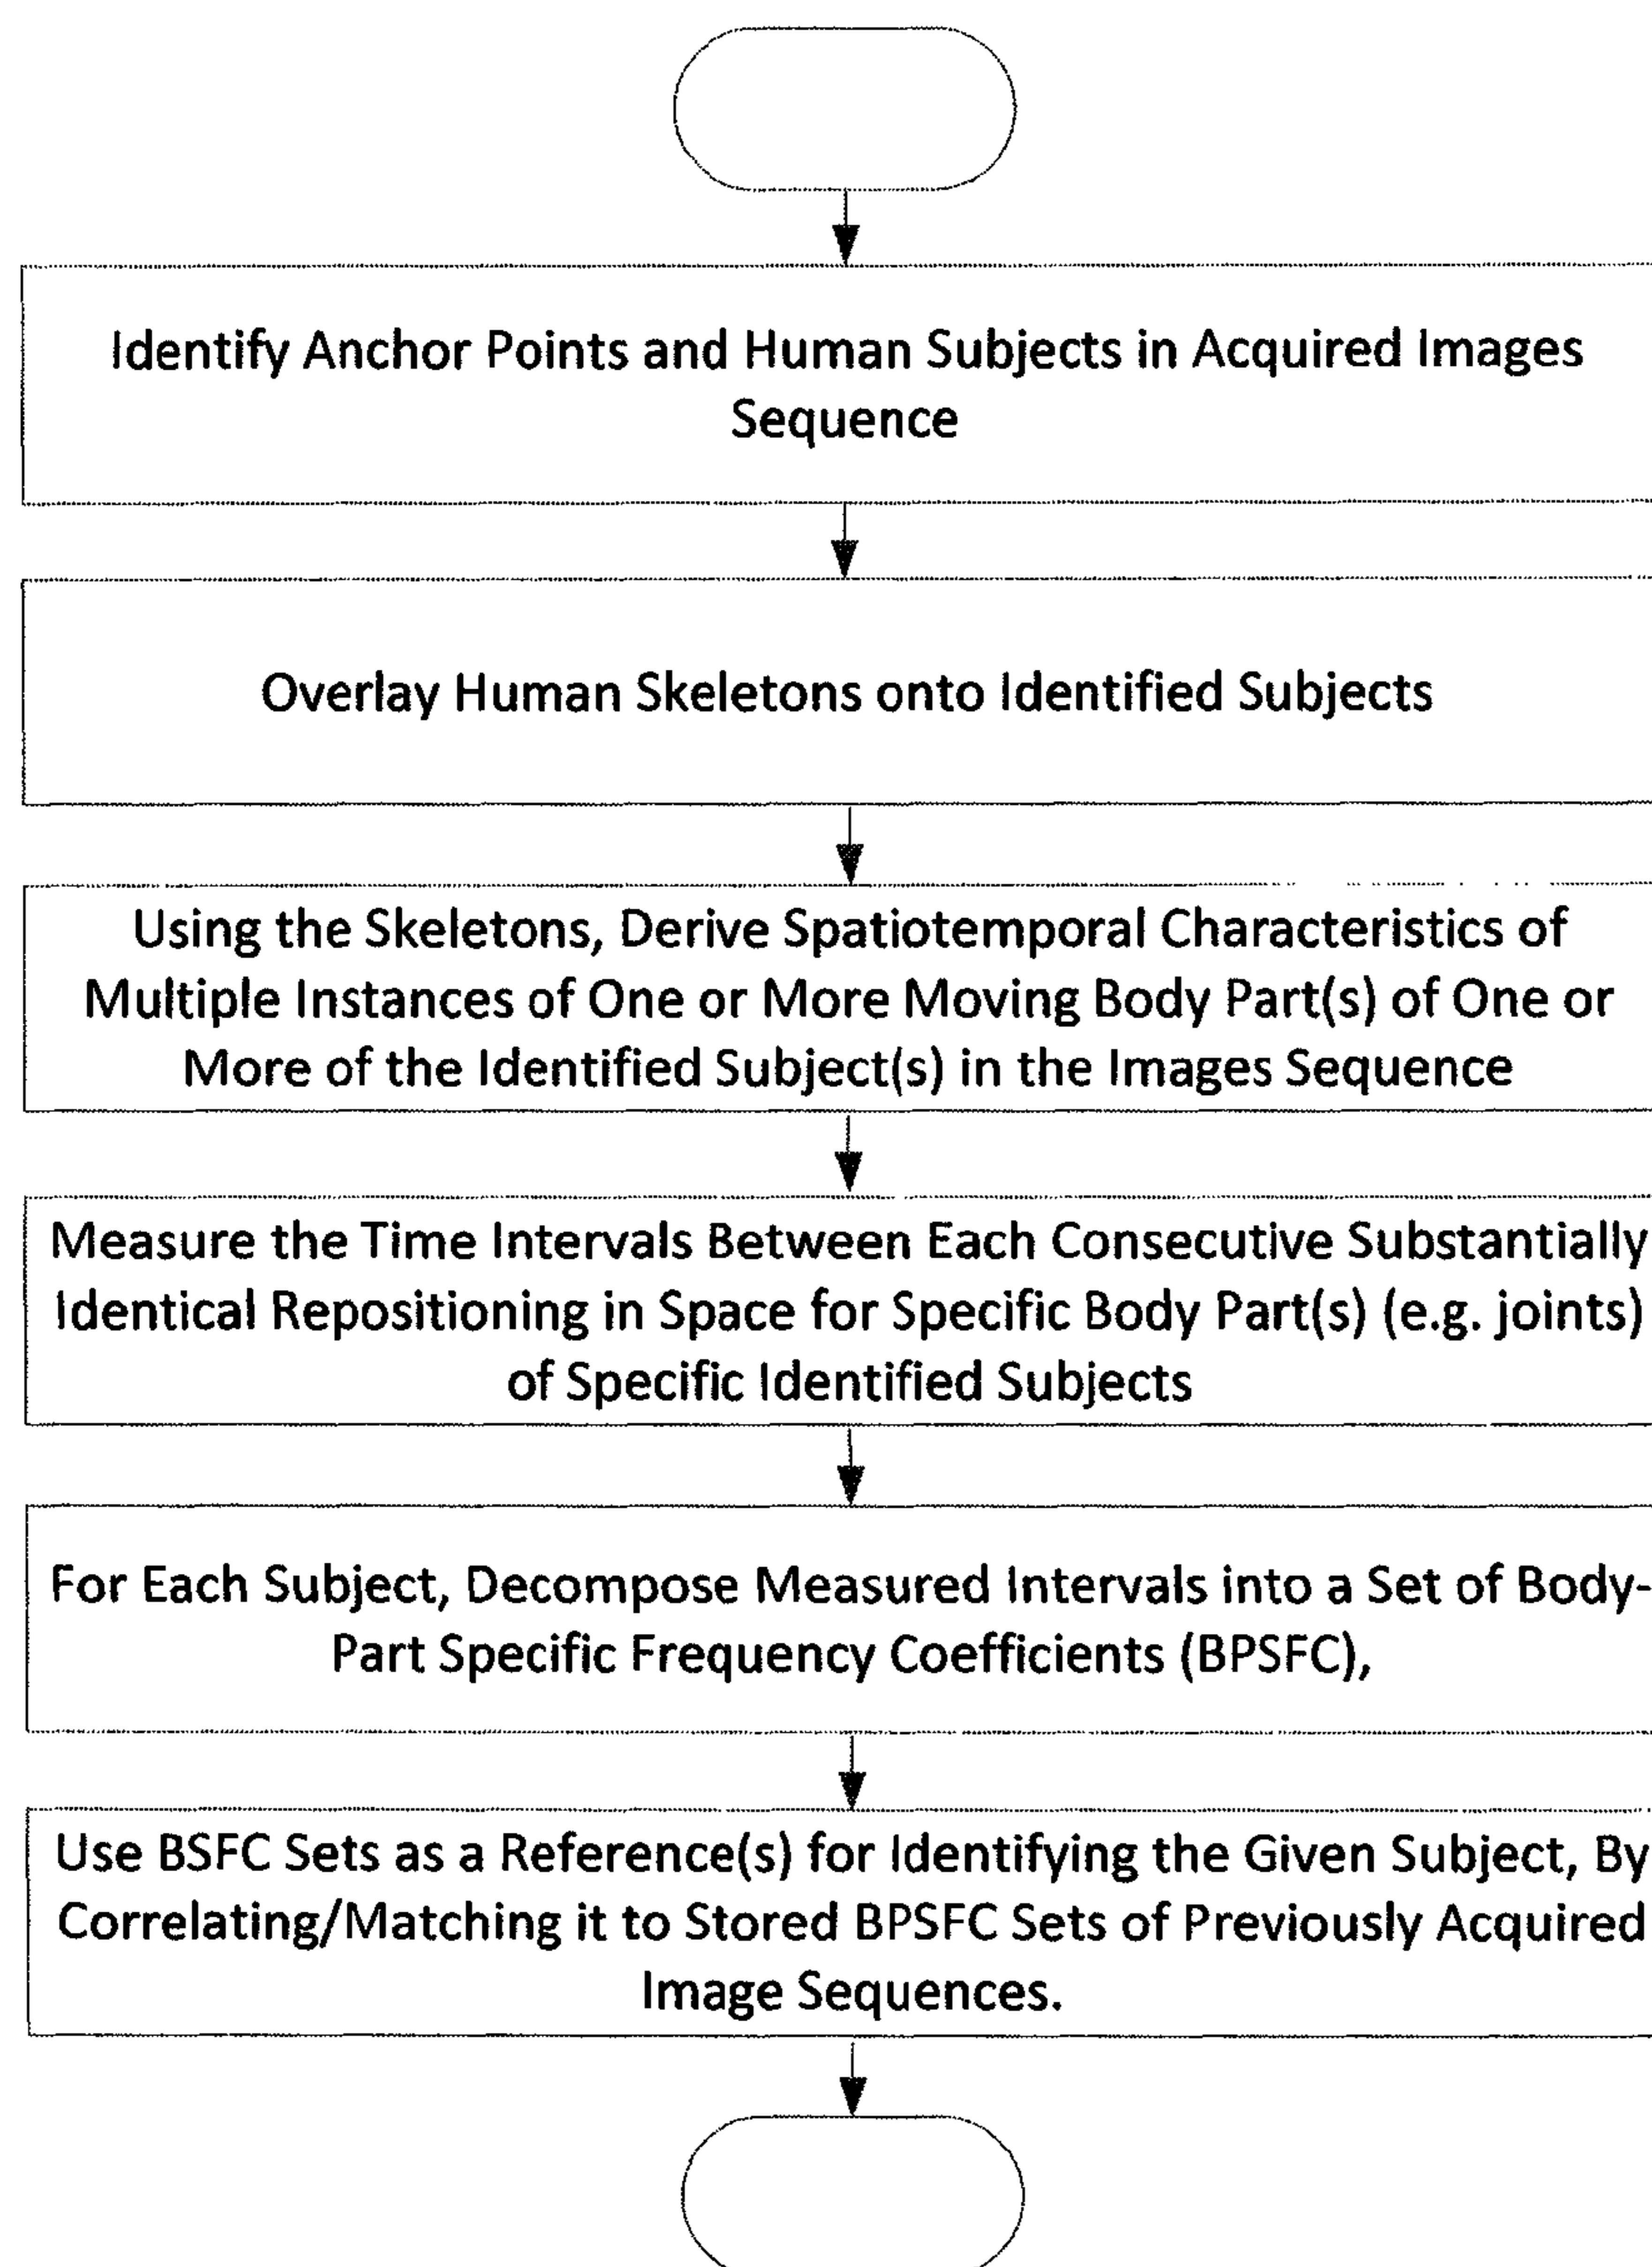 Identify Anchor Points and Human Subjects in Acquired Images
Sequence
Overlay Human Skeletons onto Identified Subjects
Using the Skeletons, Derive Spatiotemporal Characteristics of
Multiple Instances of One or More Moving Body Part(s) of One or
More of the Identified Subject(s) in the Images Sequence
Measure the Time Intervals Between Each Consecutive Substantially
Identical Repositioning in Space for Specific Body Part(s) (e.g. joints)
of Specific Identified Subjects
For Each Subject, Decompose Measured Intervals into a Set of Body-
Part Specific Frequency Coefficients (BPSFC),
Use BSFC Sets as a Reference(s) for Identifying the Given Subject, By
Correlating/Matching it to Stored BPSFC Sets of Previously Acquired
Image Sequences.